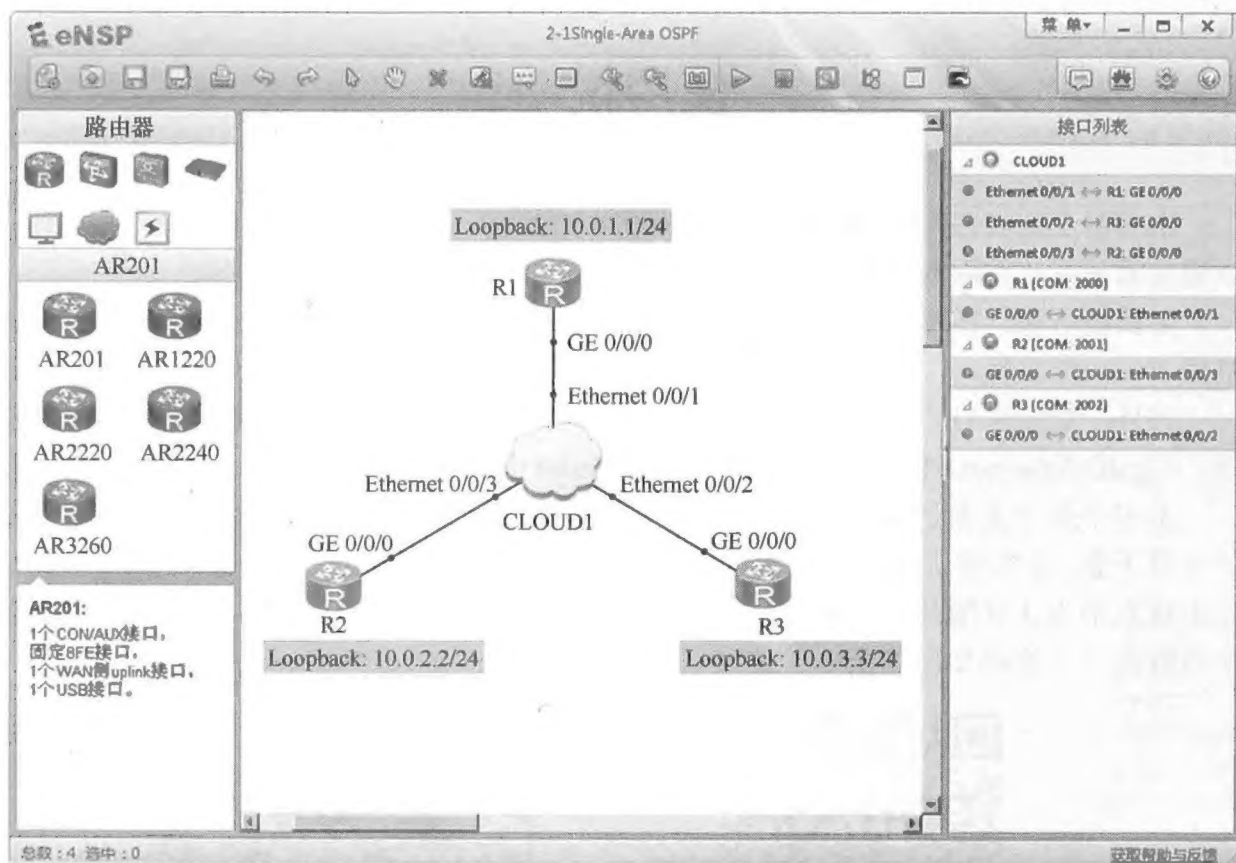 eNSP
2-1Single-Area OSPF
菜 单
路由器
AR201
AR201
AR1220
AR2220
AR2240
AR3260
AR201:
1个CON/AUX接口,
固定8FE接口,
1个WAN侧uplink接口,
1个USB接口。
Loopback: 10.0.1.1/24
R1
GE 0/0/0
Ethernet 0/0/1
Ethernet 0/0/3
Ethernet 0/0/2
CLOUD1
GE 0/0/0
GE 0/0/0
R2
R3
Loopback: 10.0.2.2/24
Loopback: 10.0.3.3/24
接口列表
CLOUD1
Ethernet 0/0/1 ↔ R1: GE 0/0/0
Ethernet 0/0/2 ↔ R3: GE 0/0/0
Ethernet 0/0/3 ↔ R2: GE 0/0/0
R1 [COM: 2000]
GE 0/0/0 ↔ CLOUD1: Ethernet 0/0/1
R2 [COM: 2001]
GE 0/0/0 ↔ CLOUD1: Ethernet 0/0/3
R3 [COM: 2002]
GE 0/0/0 ↔ CLOUD1: Ethernet 0/0/2
总数：4 选中：0
获取帮助与反馈